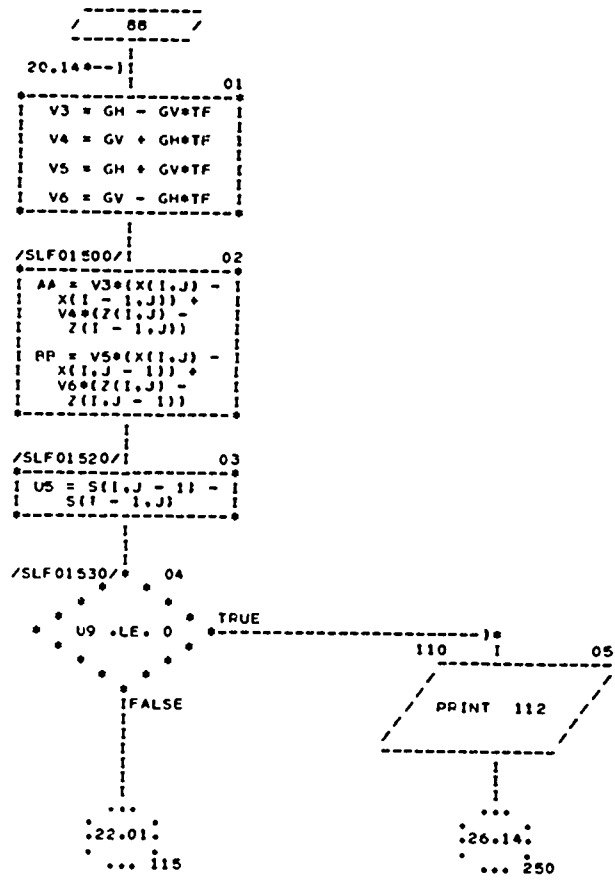 88
20.14*--)I
01
V3 = GH - GV*TF
V4 = GV + GH*TF
V5 = GH + GV*TF
V6 = GV - GH*TF
/SLF01500/I 02
AA = V3*(X(I,J) -
X(I - 1,J)) +
V4*(Z(I,J) -
Z(I - 1,J))
BB = V5*(X(I,J) -
X(I,J - 1)) +
V6*(Z(I,J) -
Z(I,J - 1))
/SLF01520/I 03
U5 = S(I,J - 1) -
S(I - 1,J)
/SLF01530/* 04
U9 .LE. 0
TRUE
110 I 05
FALSE
PRINT 112
22.01
115
26.14
250